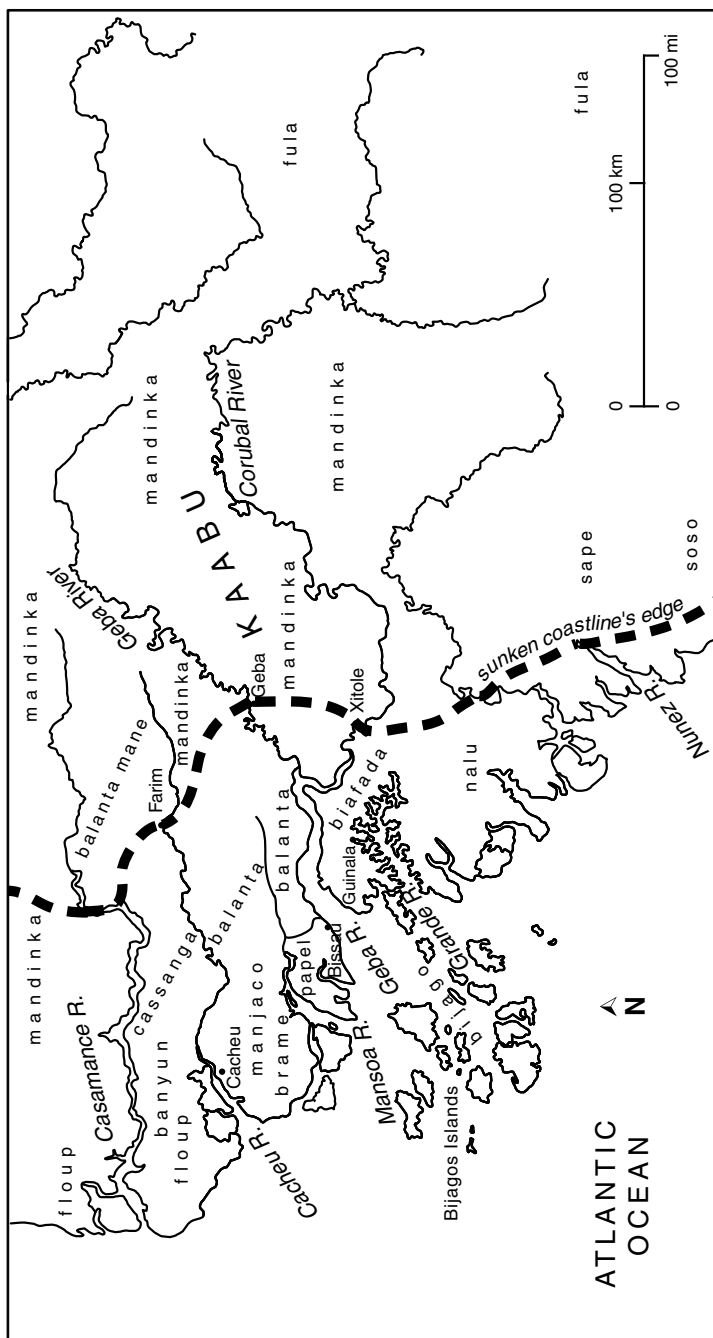 mandinka
mandinka
floup
Casamance R.
balanta mane
Geba River
banyun
cassanga
Farim
mandinka
mandinka
floup
balanta
Cacheu
Geba
KAABU
manjaco
Corubal River
brame
balanta
mandinka
fula
Cacheu R.
papel
Bissau
biafada
Xitole
mandinka
Guinala
Geba R.
Mansoa R.
Grande R.
bijago
Bijagos Islands
nalu
sunken coastline's edge
sape
fula
N
ATLANTIC
OCEAN
0 100 km
0 100 mi
soso
Nunez R.